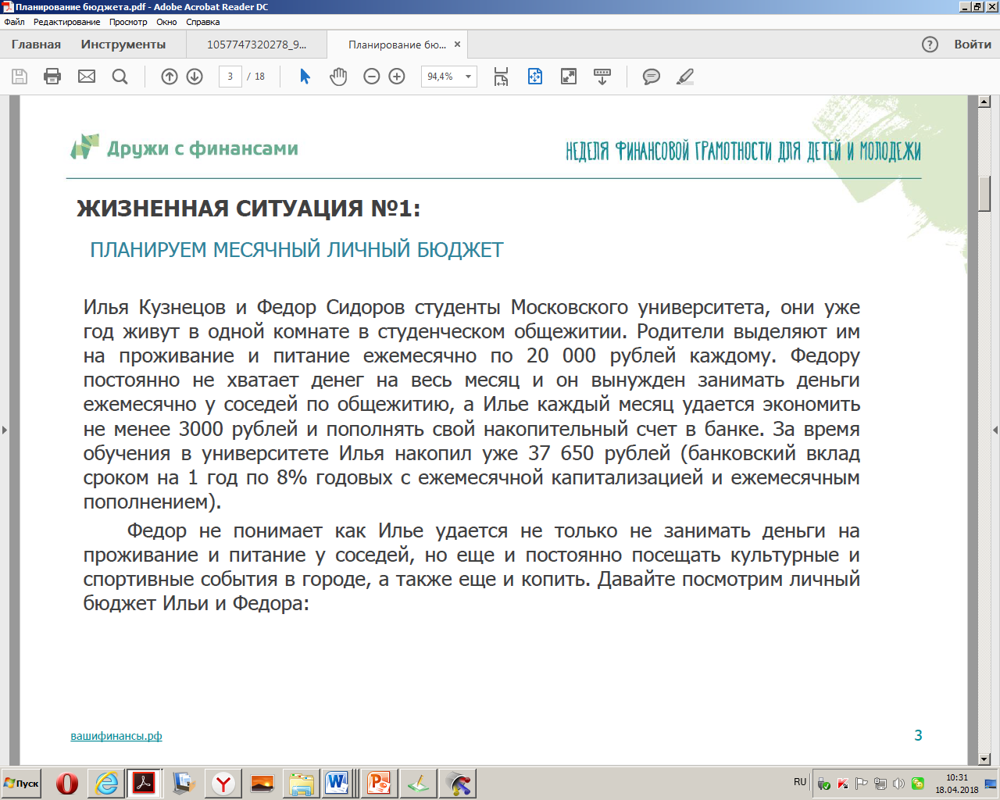 Планирование бюджета.pdf - Adobe Acrobat Reader DC
Файл Редактирование Просмотр Окно Справка
Главная Инструменты 1057747320278_9... Планирование бю... × ? Войти
3 / 18 94,4%
Дружи с финансами
НЕДЕЛЯ ФИНАНСОВОЙ ГРАМОТНОСТИ ДЛЯ ДЕТЕЙ И МОЛОДЕЖИ
ЖИЗНЕННАЯ СИТУАЦИЯ №1:
ПЛАНИРУЕМ МЕСЯЧНЫЙ ЛИЧНЫЙ БЮДЖЕТ
Илья Кузнецов и Федор Сидоров студенты Московского университета, они уже
год живут в одной комнате в студенческом общежитии. Родители выделяют им
на проживание и питание ежемесячно по 20 000 рублей каждому. Федору
постоянно не хватает денег на весь месяц и он вынужден занимать деньги
ежемесячно у соседей по общежитию, а Илье каждый месяц удается экономить
не менее 3000 рублей и пополнять свой накопительный счет в банке. За время
обучения в университете Илья накопил уже 37 650 рублей (банковский вклад
сроком на 1 год по 8% годовых с ежемесячной капитализацией и ежемесячным
пополнением).
Федор не понимает как Илье удается не только не занимать деньги на
проживание и питание у соседей, но еще и постоянно посещать культурные и
спортивные события в городе, а также еще и копить. Давайте посмотрим личный
бюджет Ильи и Федора:
вашифинансы.рф
3
Пуск
RU
10:31
18.04.2018